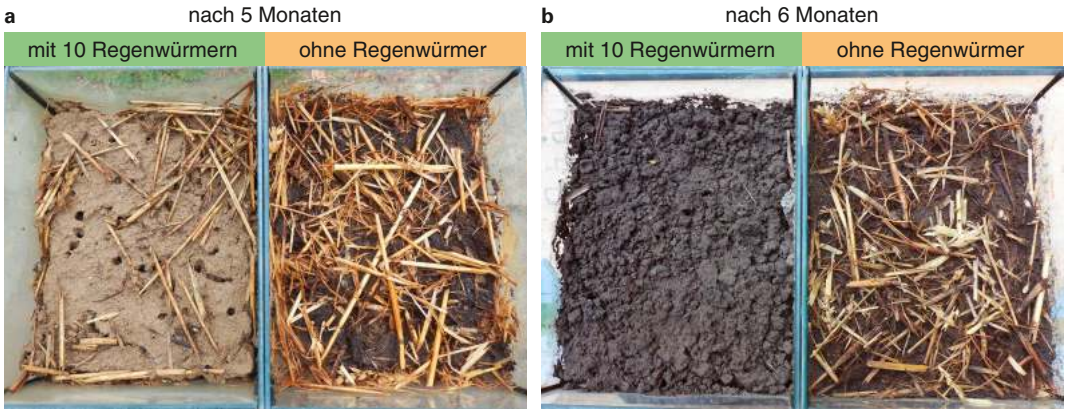 a
nach 5 Monaten
mit 10 Regenwürmern
ohne Regenwürmer
b
nach 6 Monaten
mit 10 Regenwürmern
ohne Regenwürmer